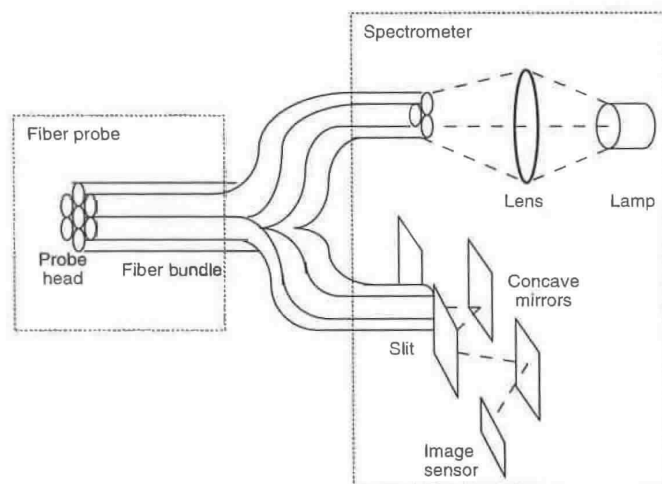 Spectrometer
Fiber probe
Lens
Lamp
Probe
head
Fiber bundle
Concave
mirrors
Slit
Image
sensor